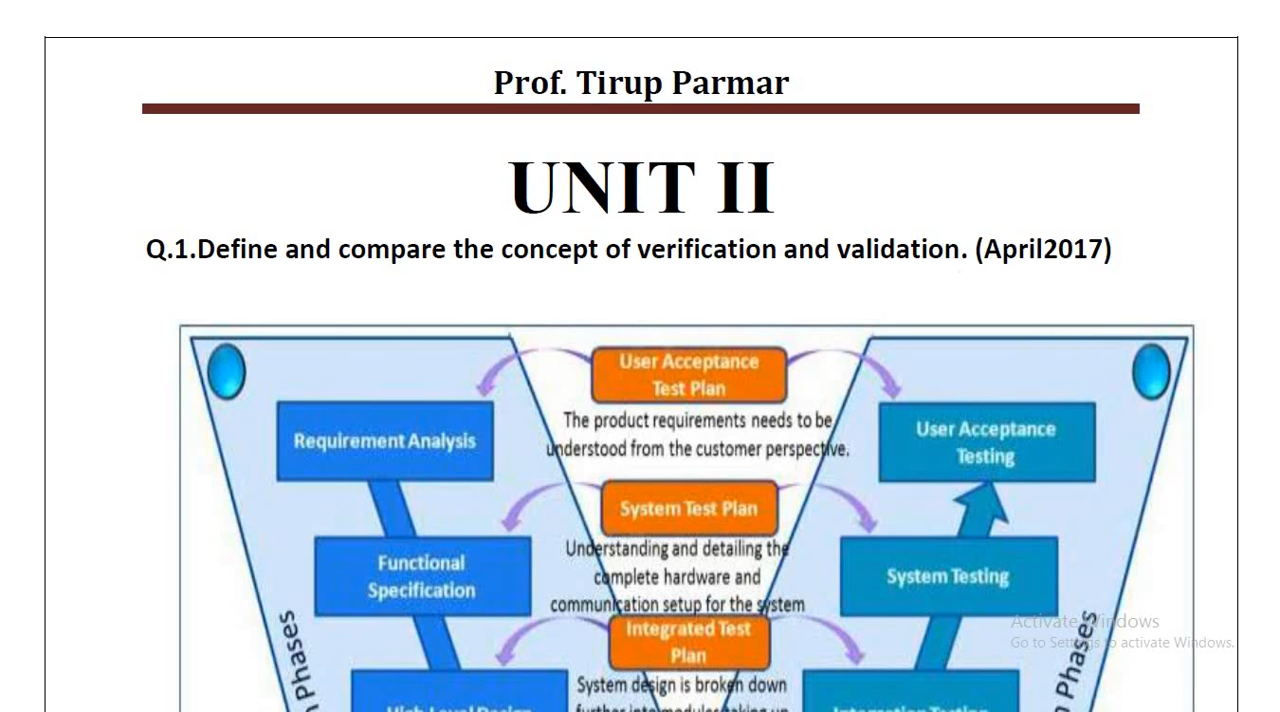 Prof. Tirup Parmar
UNIT II
Q.1.Define and compare the concept of verification and validation. (April2017)
User Acceptance
Test Plan
The product requirements needs to be
understood from the customer perspective.
Requirement Analysis
User Acceptance
Testing
System Test Plan
Understanding and detailing the
complete hardware and
communication setup for the system
Functional
Specification
System Testing
Integrated Test
Plan
System design is broken down
further into modules taking up
High Level Design
Integration Testing
Phases
Phases
Activate Windows
Go to Settings to activate Windows.